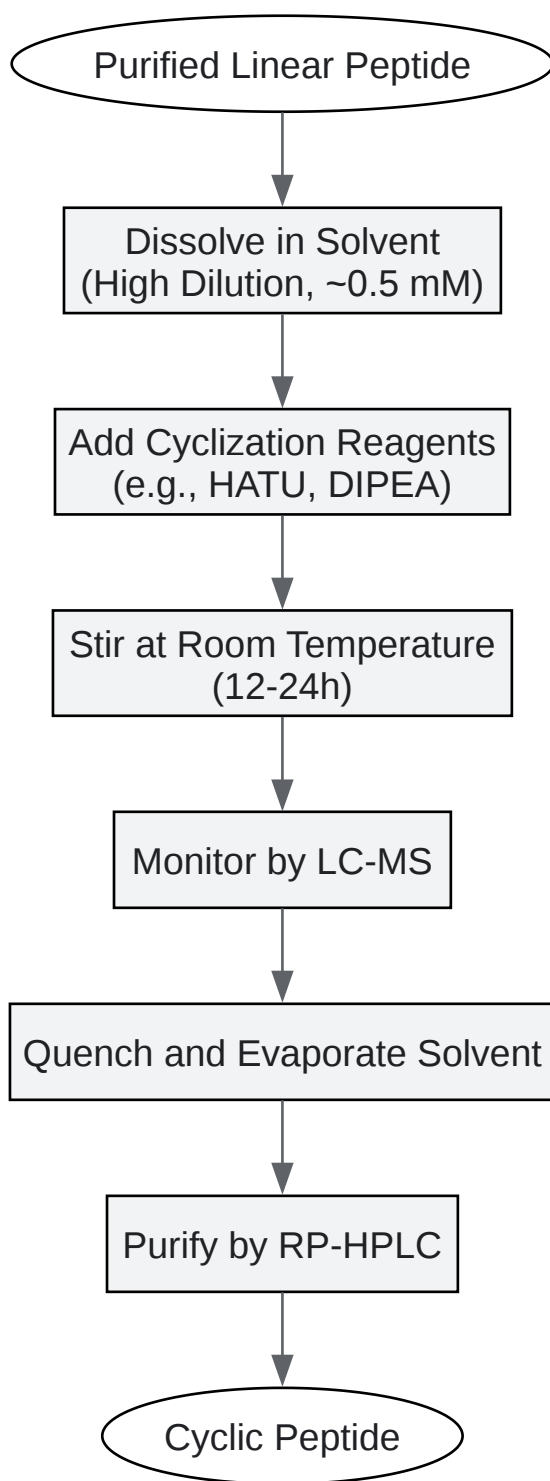 Purified Linear Peptide
Dissolve in Solvent
(High Dilution, ~0.5 mM)
Add Cyclization Reagents
(e.g., HATU, DIPEA)
Stir at Room Temperature
(12-24h)
Monitor by LC-MS
Quench and Evaporate Solvent
Purify by RP-HPLC
Cyclic Peptide